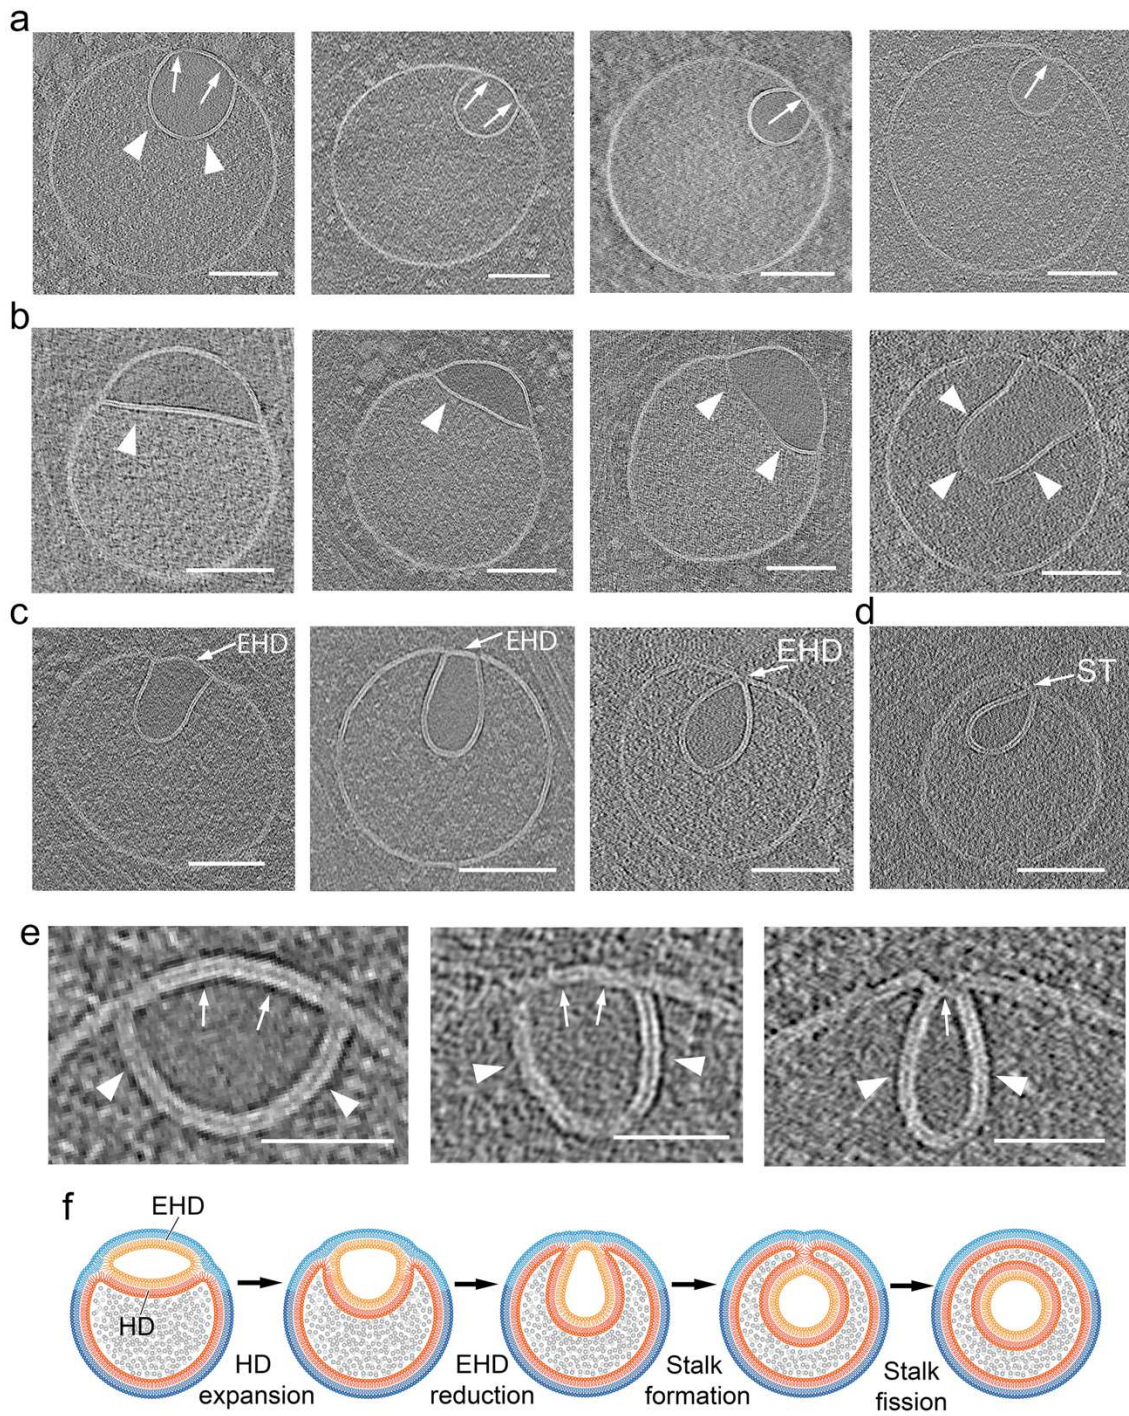 a
b
c
EHD
EHD
EHD
d
ST
e
f
EHD
HD
HD
expansion
EHD
reduction
Stalk
formation
Stalk
fission